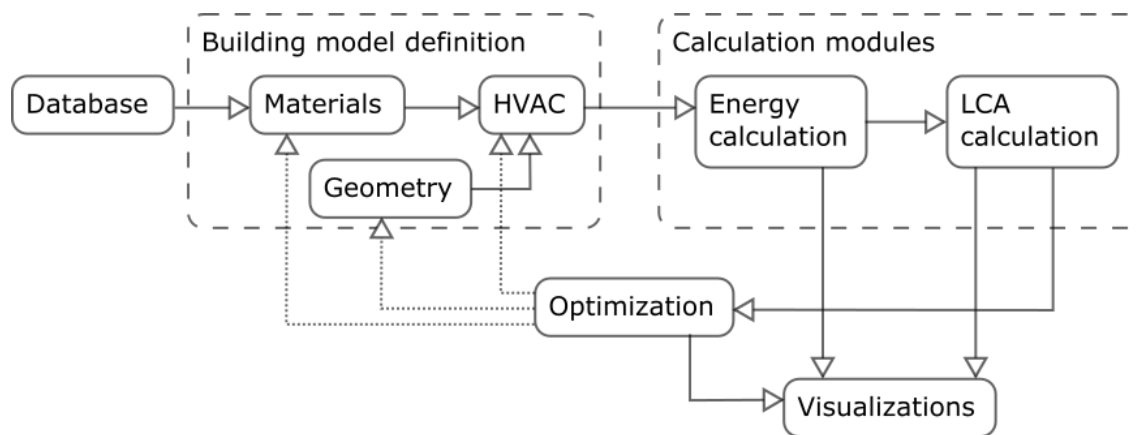 Building model definition
Calculation modules
Database
Materials
HVAC
Energy
calculation
LCA
calculation
Geometry
Optimization
Visualizations